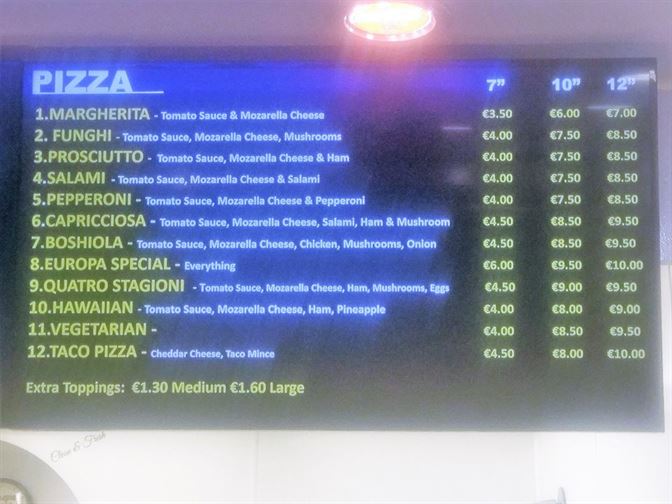 PIZZA 7” 10” 12”
1.MARGHERITA - Tomato Sauce & Mozarella Cheese €3.50 €6.00 €7.00
2. FUNGHI - Tomato Sauce, Mozarella Cheese, Mushrooms €4.00 €7.50 €8.50
3.PROSCIUTTO - Tomato Sauce, Mozarella Cheese & Ham €4.00 €7.50 €8.50
4.SALAMI - Tomato Sauce, Mozarella Cheese & Salami €4.00 €7.50 €8.50
5.PEPPERONI - Tomato Sauce, Mozarella Cheese & Pepperoni €4.00 €7.50 €8.50
6.CAPRICCIOSA - Tomato Sauce, Mozarella Cheese, Salami, Ham & Mushroom €4.50 €8.50 €9.50
7.BOSHIOLA - Tomato Sauce, Mozarella Cheese, Chicken, Mushrooms, Onion €4.50 €8.50 €9.50
8.EUROPA SPECIAL - Everything €6.00 €9.50 €10.00
9.QUATRO STAGIONI - Tomato Sauce, Mozarella Cheese, Ham, Mushrooms, Eggs €4.50 €9.00 €9.50
10.HAWAIIAN - Tomato Sauce, Mozarella Cheese, Ham, Pineapple €4.00 €8.00 €9.00
11.VEGETARIAN - €4.00 €8.50 €9.50
12.TACO PIZZA - Cheddar Cheese, Taco Mince €4.50 €8.00 €10.00
Extra Toppings: €1.30 Medium €1.60 Large
& Fresh